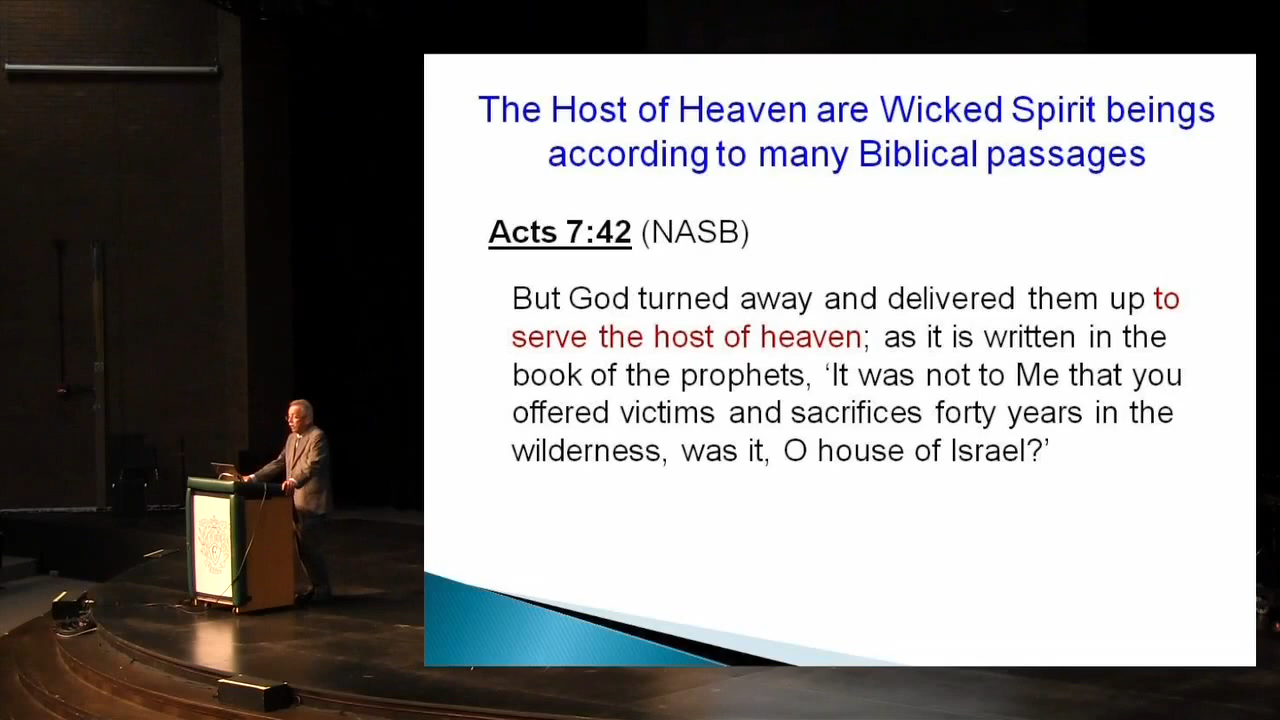 The Host of Heaven are Wicked Spirit beings
according to many Biblical passages
Acts 7:42 (NASB)
But God turned away and delivered them up to
serve the host of heaven; as it is written in the
book of the prophets, ‘It was not to Me that you
offered victims and sacrifices forty years in the
wilderness, was it, O house of Israel?’